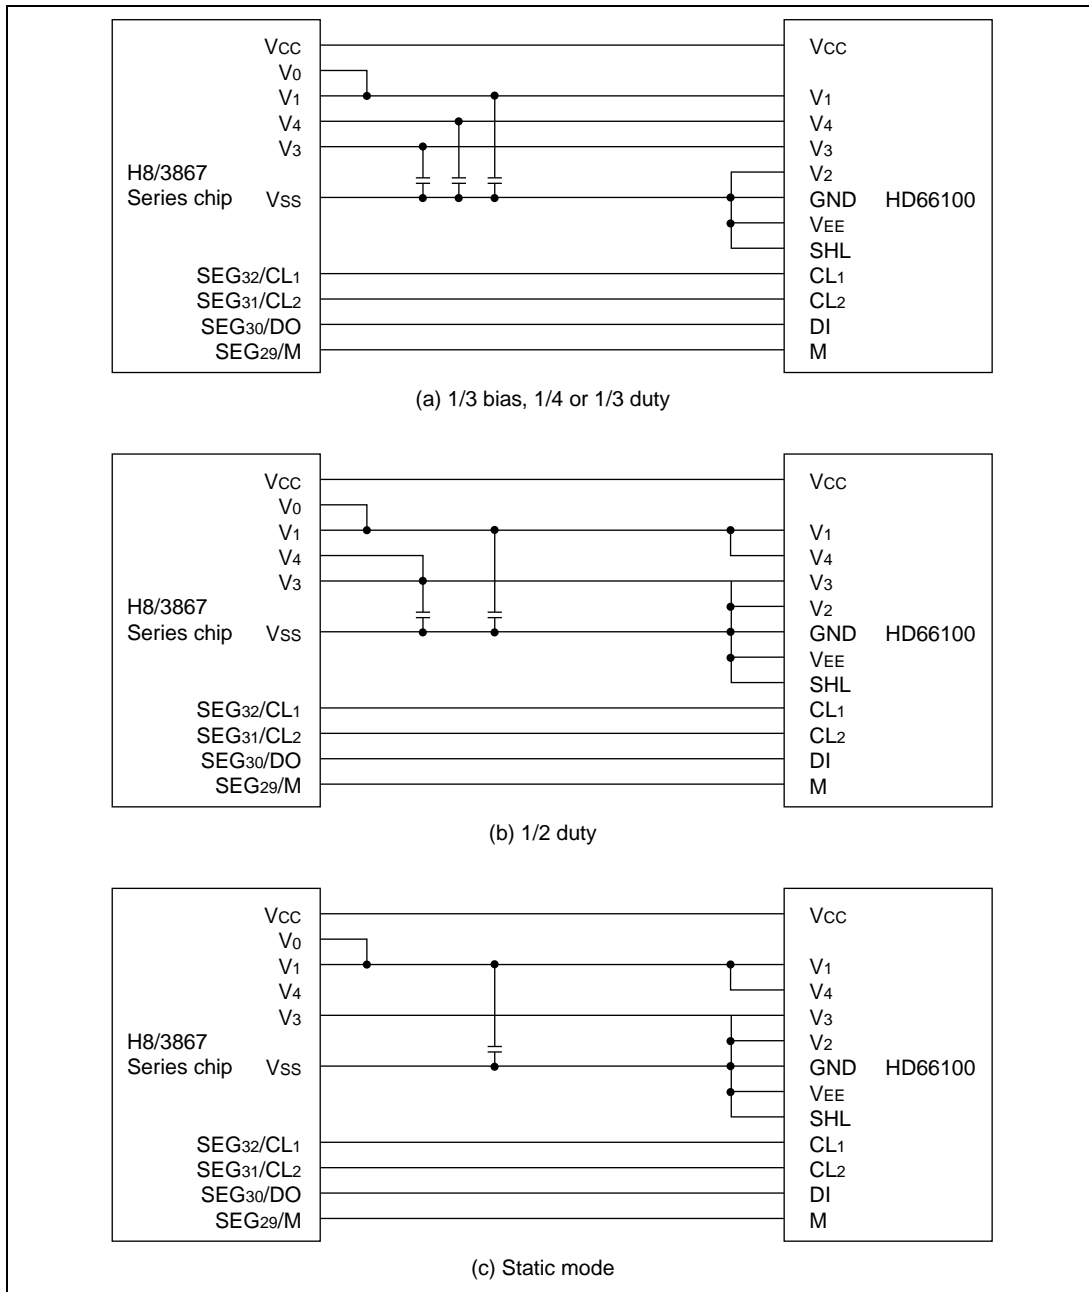 VCC
V0
V1
V4
V3
H8/3867
Series chip
VSS
SEG32/CL1
SEG31/CL2
SEG30/DO
SEG29/M
VCC
V1
V4
V3
V2
GND
HD66100
VEE
SHL
CL1
CL2
DI
M
(a) 1/3 bias, 1/4 or 1/3 duty
VCC
V0
V1
V4
V3
H8/3867
Series chip
VSS
SEG32/CL1
SEG31/CL2
SEG30/DO
SEG29/M
VCC
V1
V4
V3
V2
GND
HD66100
VEE
SHL
CL1
CL2
DI
M
(b) 1/2 duty
VCC
V0
V1
V4
V3
H8/3867
Series chip
VSS
SEG32/CL1
SEG31/CL2
SEG30/DO
SEG29/M
VCC
V1
V4
V3
V2
GND
HD66100
VEE
SHL
CL1
CL2
DI
M
(c) Static mode